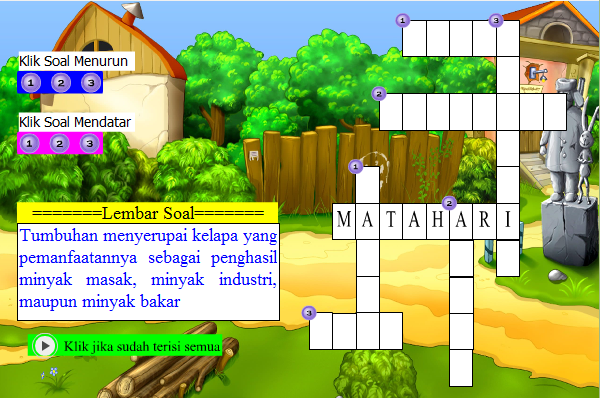 Klik Soal Menurun
1 2 3
Klik Soal Mendatar
1 2 3
=======Lembar Soal=======
Tumbuhan menyerupai kelapa yang
pemanfaatannya sebagai penghasil
minyak masak, minyak industri,
maupun minyak bakar
Klik jika sudah terisi semua
1 3
2
1
2
M A T A H A R I
3